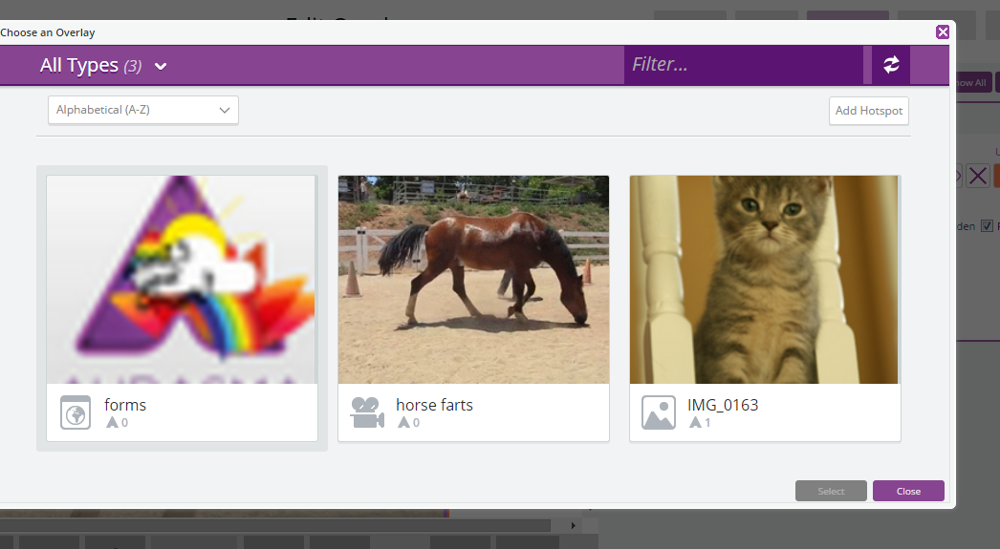 Choose an Overlay
All Types (3)
Filter...
Alphabetical (A-Z)
Add Hotspot
forms
0
horse farts
0
IMG_0163
1
Select
Close